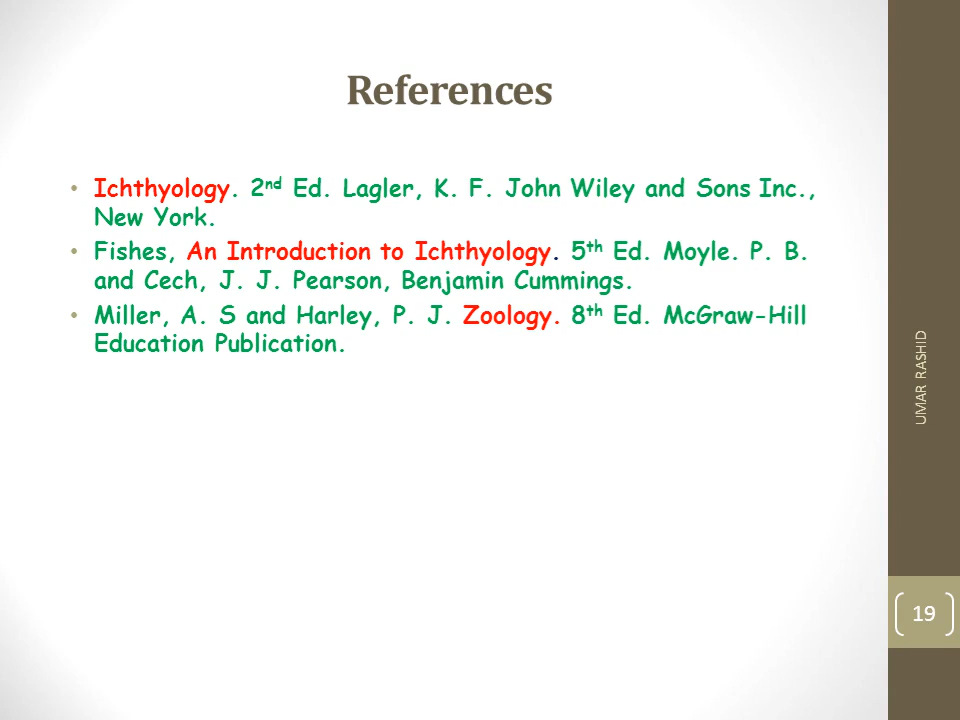 References
• Ichthyology. 2nd Ed. Lagler, K. F. John Wiley and Sons Inc.,
New York.
• Fishes, An Introduction to Ichthyology. 5th Ed. Moyle. P. B.
and Cech, J. J. Pearson, Benjamin Cummings.
• Miller, A. S and Harley, P. J. Zoology. 8th Ed. McGraw-Hill
Education Publication.
UMAR RASHID
19